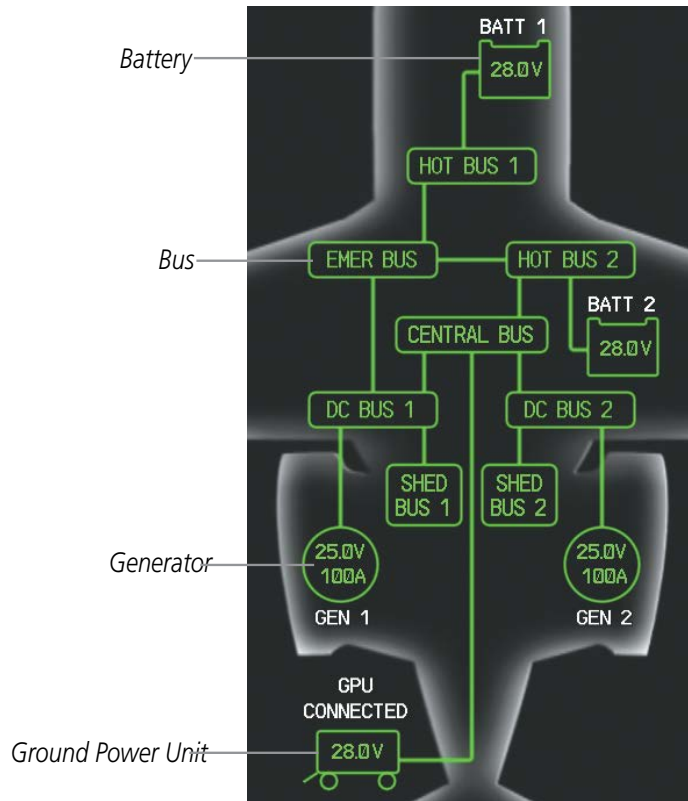 BATT 1
Battery
28.0V
HOT BUS 1
Bus
EMER BUS
HOT BUS 2
BATT 2
CENTRAL BUS
28.0V
DC BUS 1
DC BUS 2
SHED
BUS 1
SHED
BUS 2
Generator
25.0V
100A
GEN 1
25.0V
100A
GEN 2
GPU
CONNECTED
Ground Power Unit
28.0V